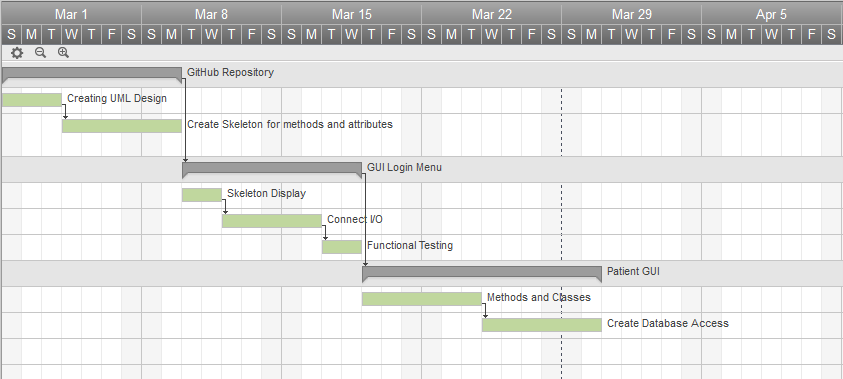 Mar 1 Mar 8 Mar 15 Mar 22 Mar 29 Apr 5
S M T W T F S S M T W T F S S M T W T F S S M T W T F S S M T W T F S S M T W T F S
GitHub Repository
Creating UML Design
Create Skeleton for methods and attributes
GUI Login Menu
Skeleton Display
Connect I/O
Functional Testing
Patient GUI
Methods and Classes
Create Database Access